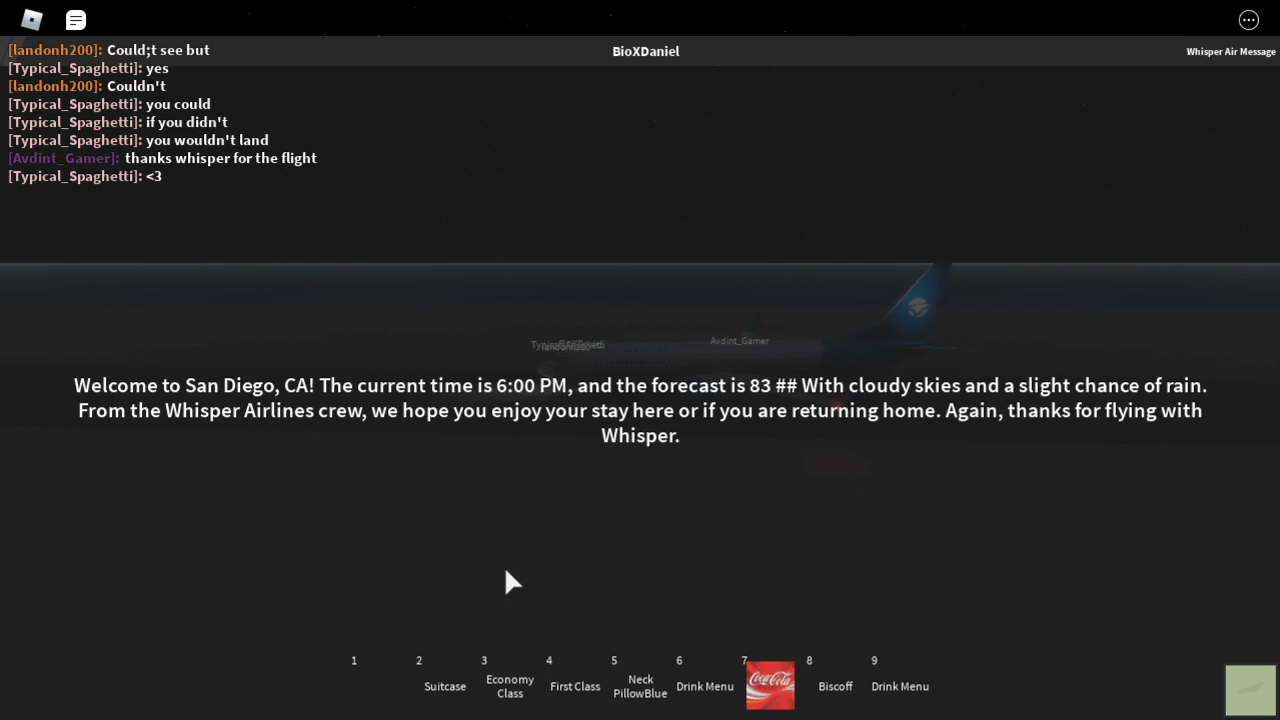 [landonh200]: Could;t see but
BioXDaniel
Whisper Air Message
[Typical_Spaghetti]: yes
[landonh200]: Couldn't
[Typical_Spaghetti]: you could
[Typical_Spaghetti]: if you didn't
[Typical_Spaghetti]: you wouldn't land
[Avdint_Gamer]: thanks whisper for the flight
[Typical_Spaghetti]: <3
Avdint_Gamer
Welcome to San Diego, CA! The current time is 6:00 PM, and the forecast is 83 ## With cloudy skies and a slight chance of rain.
From the Whisper Airlines crew, we hope you enjoy your stay here or if you are returning home. Again, thanks for flying with
Whisper.
1 2 3 4 5 6 7 8 9
Suitcase
Economy
Class
First Class
Neck
PillowBlue
Drink Menu
Coca-Cola
Biscoff
Drink Menu